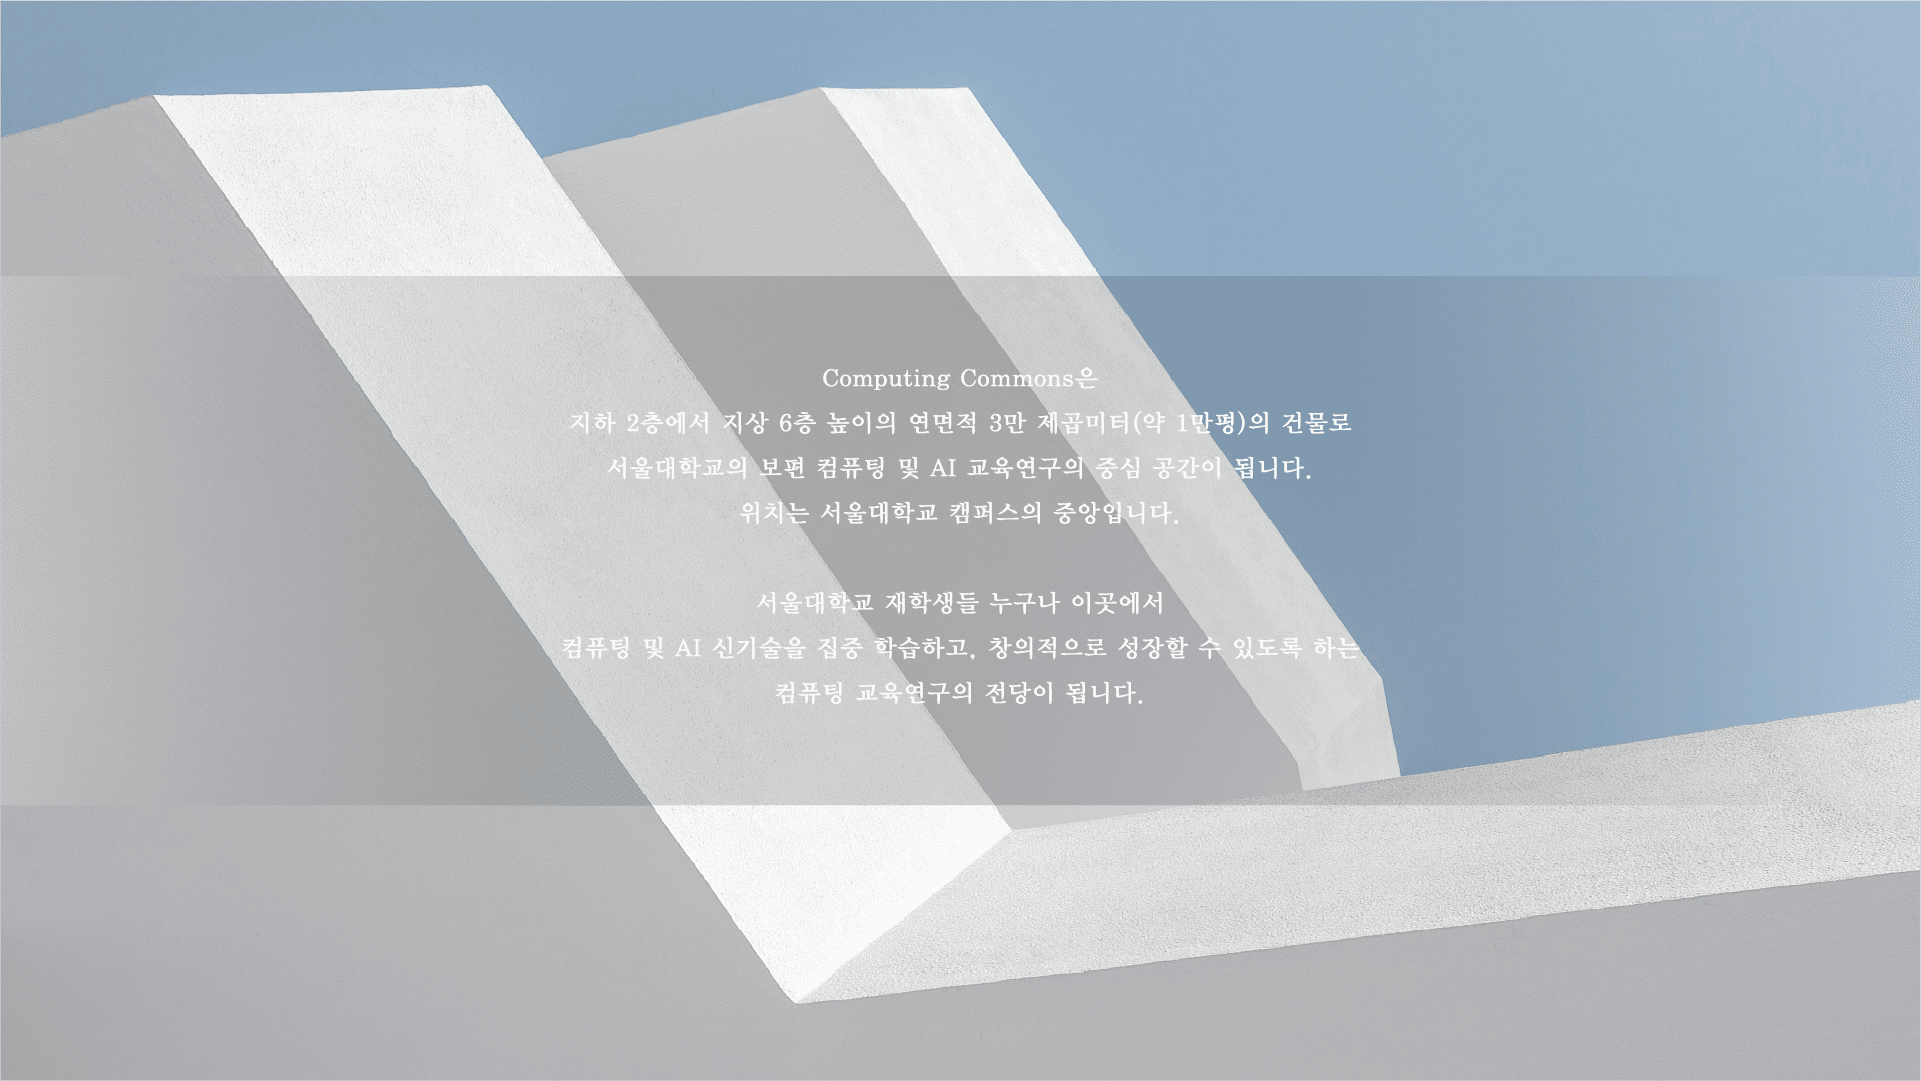 Computing Commons은
지하 2층에서 지상 6층 높이의 연면적 3만 제곱미터(약 1만평)의 건물로
서울대학교의 보편 컴퓨팅 및 AI 교육연구의 중심 공간이 됩니다.
위치는 서울대학교 캠퍼스의 중앙입니다.
서울대학교 재학생들 누구나 이곳에서
컴퓨팅 및 AI 신기술을 집중 학습하고, 창의적으로 성장할 수 있도록 하는
컴퓨팅 교육연구의 전당이 됩니다.